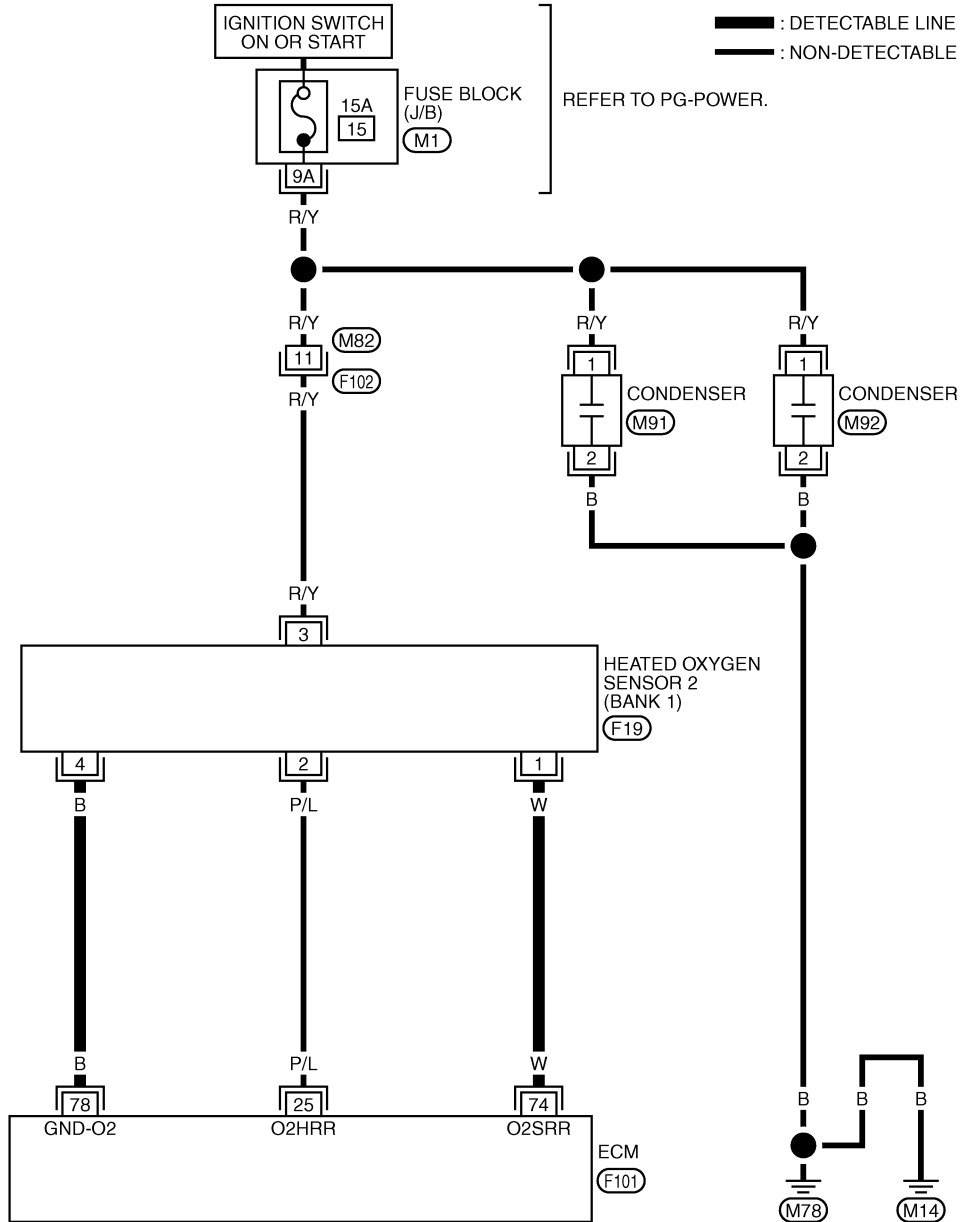 IGNITION SWITCH
ON OR START
: DETECTABLE LINE
: NON-DETECTABLE
FUSE BLOCK
(J/B)
M1
15A
15
REFER TO PG-POWER.
9A
R/Y
R/Y
R/Y
R/Y
M82
11
F102
R/Y
1
1
CONDENSER
M91
CONDENSER
M92
2
2
B
B
R/Y
3
HEATED OXYGEN
SENSOR 2
(BANK 1)
F19
4
2
1
B
P/L
W
B
P/L
W
B
B
B
78
25
74
GND-O2
O2HRR
O2SRR
ECM
F101
M78
M14